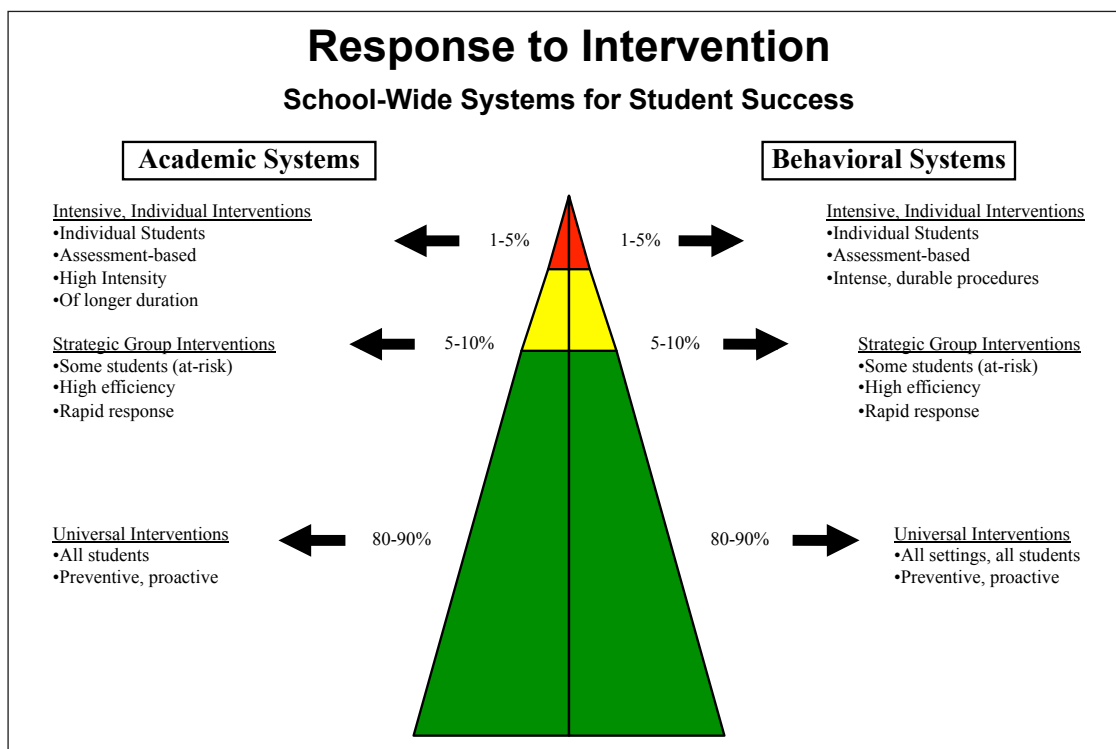 Response to Intervention
School-Wide Systems for Student Success
Academic Systems
Behavioral Systems
Intensive, Individual Interventions
•Individual Students
•Assessment-based
•High Intensity
•Of longer duration
1-5%
1-5%
Intensive, Individual Interventions
•Individual Students
•Assessment-based
•Intense, durable procedures
Strategic Group Interventions
•Some students (at-risk)
•High efficiency
•Rapid response
5-10%
5-10%
Strategic Group Interventions
•Some students (at-risk)
•High efficiency
•Rapid response
Universal Interventions
•All students
•Preventive, proactive
80-90%
80-90%
Universal Interventions
•All settings, all students
•Preventive, proactive